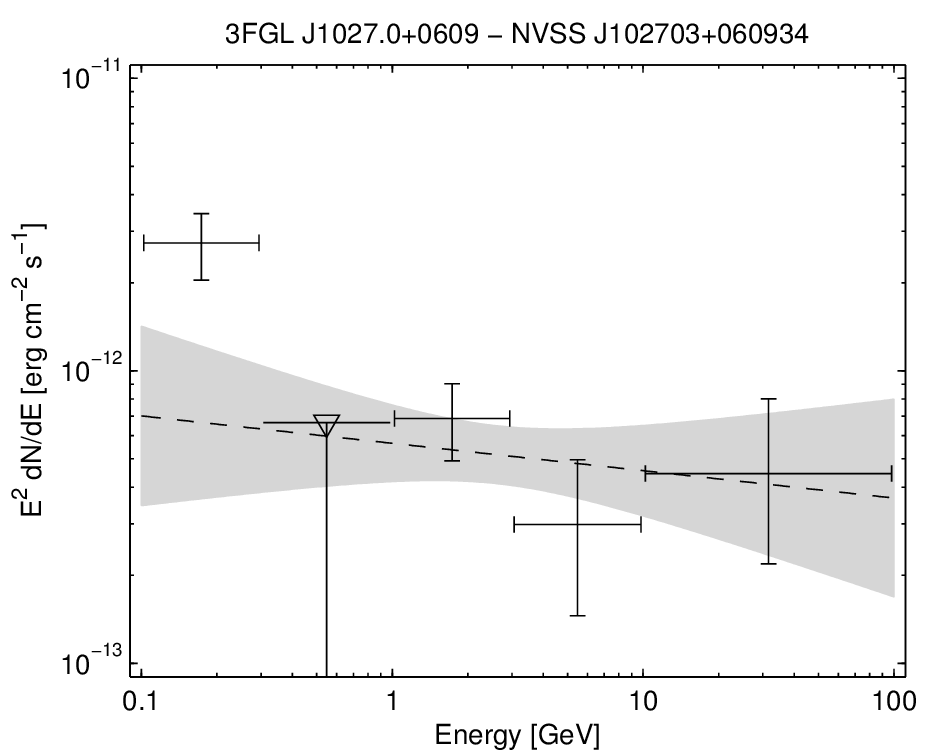 3FGL J1027.0+0609 − NVSS J102703+060934
E² dN/dE [erg cm⁻² s⁻¹]
10⁻¹¹
10⁻¹²
10⁻¹³
0.1 1 10 100
Energy [GeV]